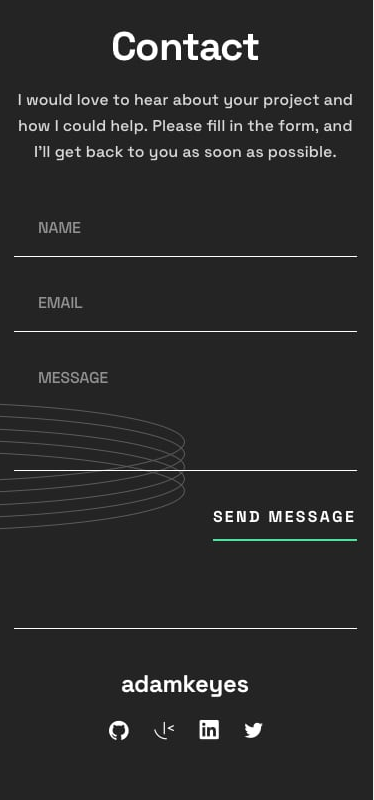 Contact
I would love to hear about your project and
how I could help. Please fill in the form, and
I'll get back to you as soon as possible.
NAME
EMAIL
MESSAGE
SEND MESSAGE
adamkeyes